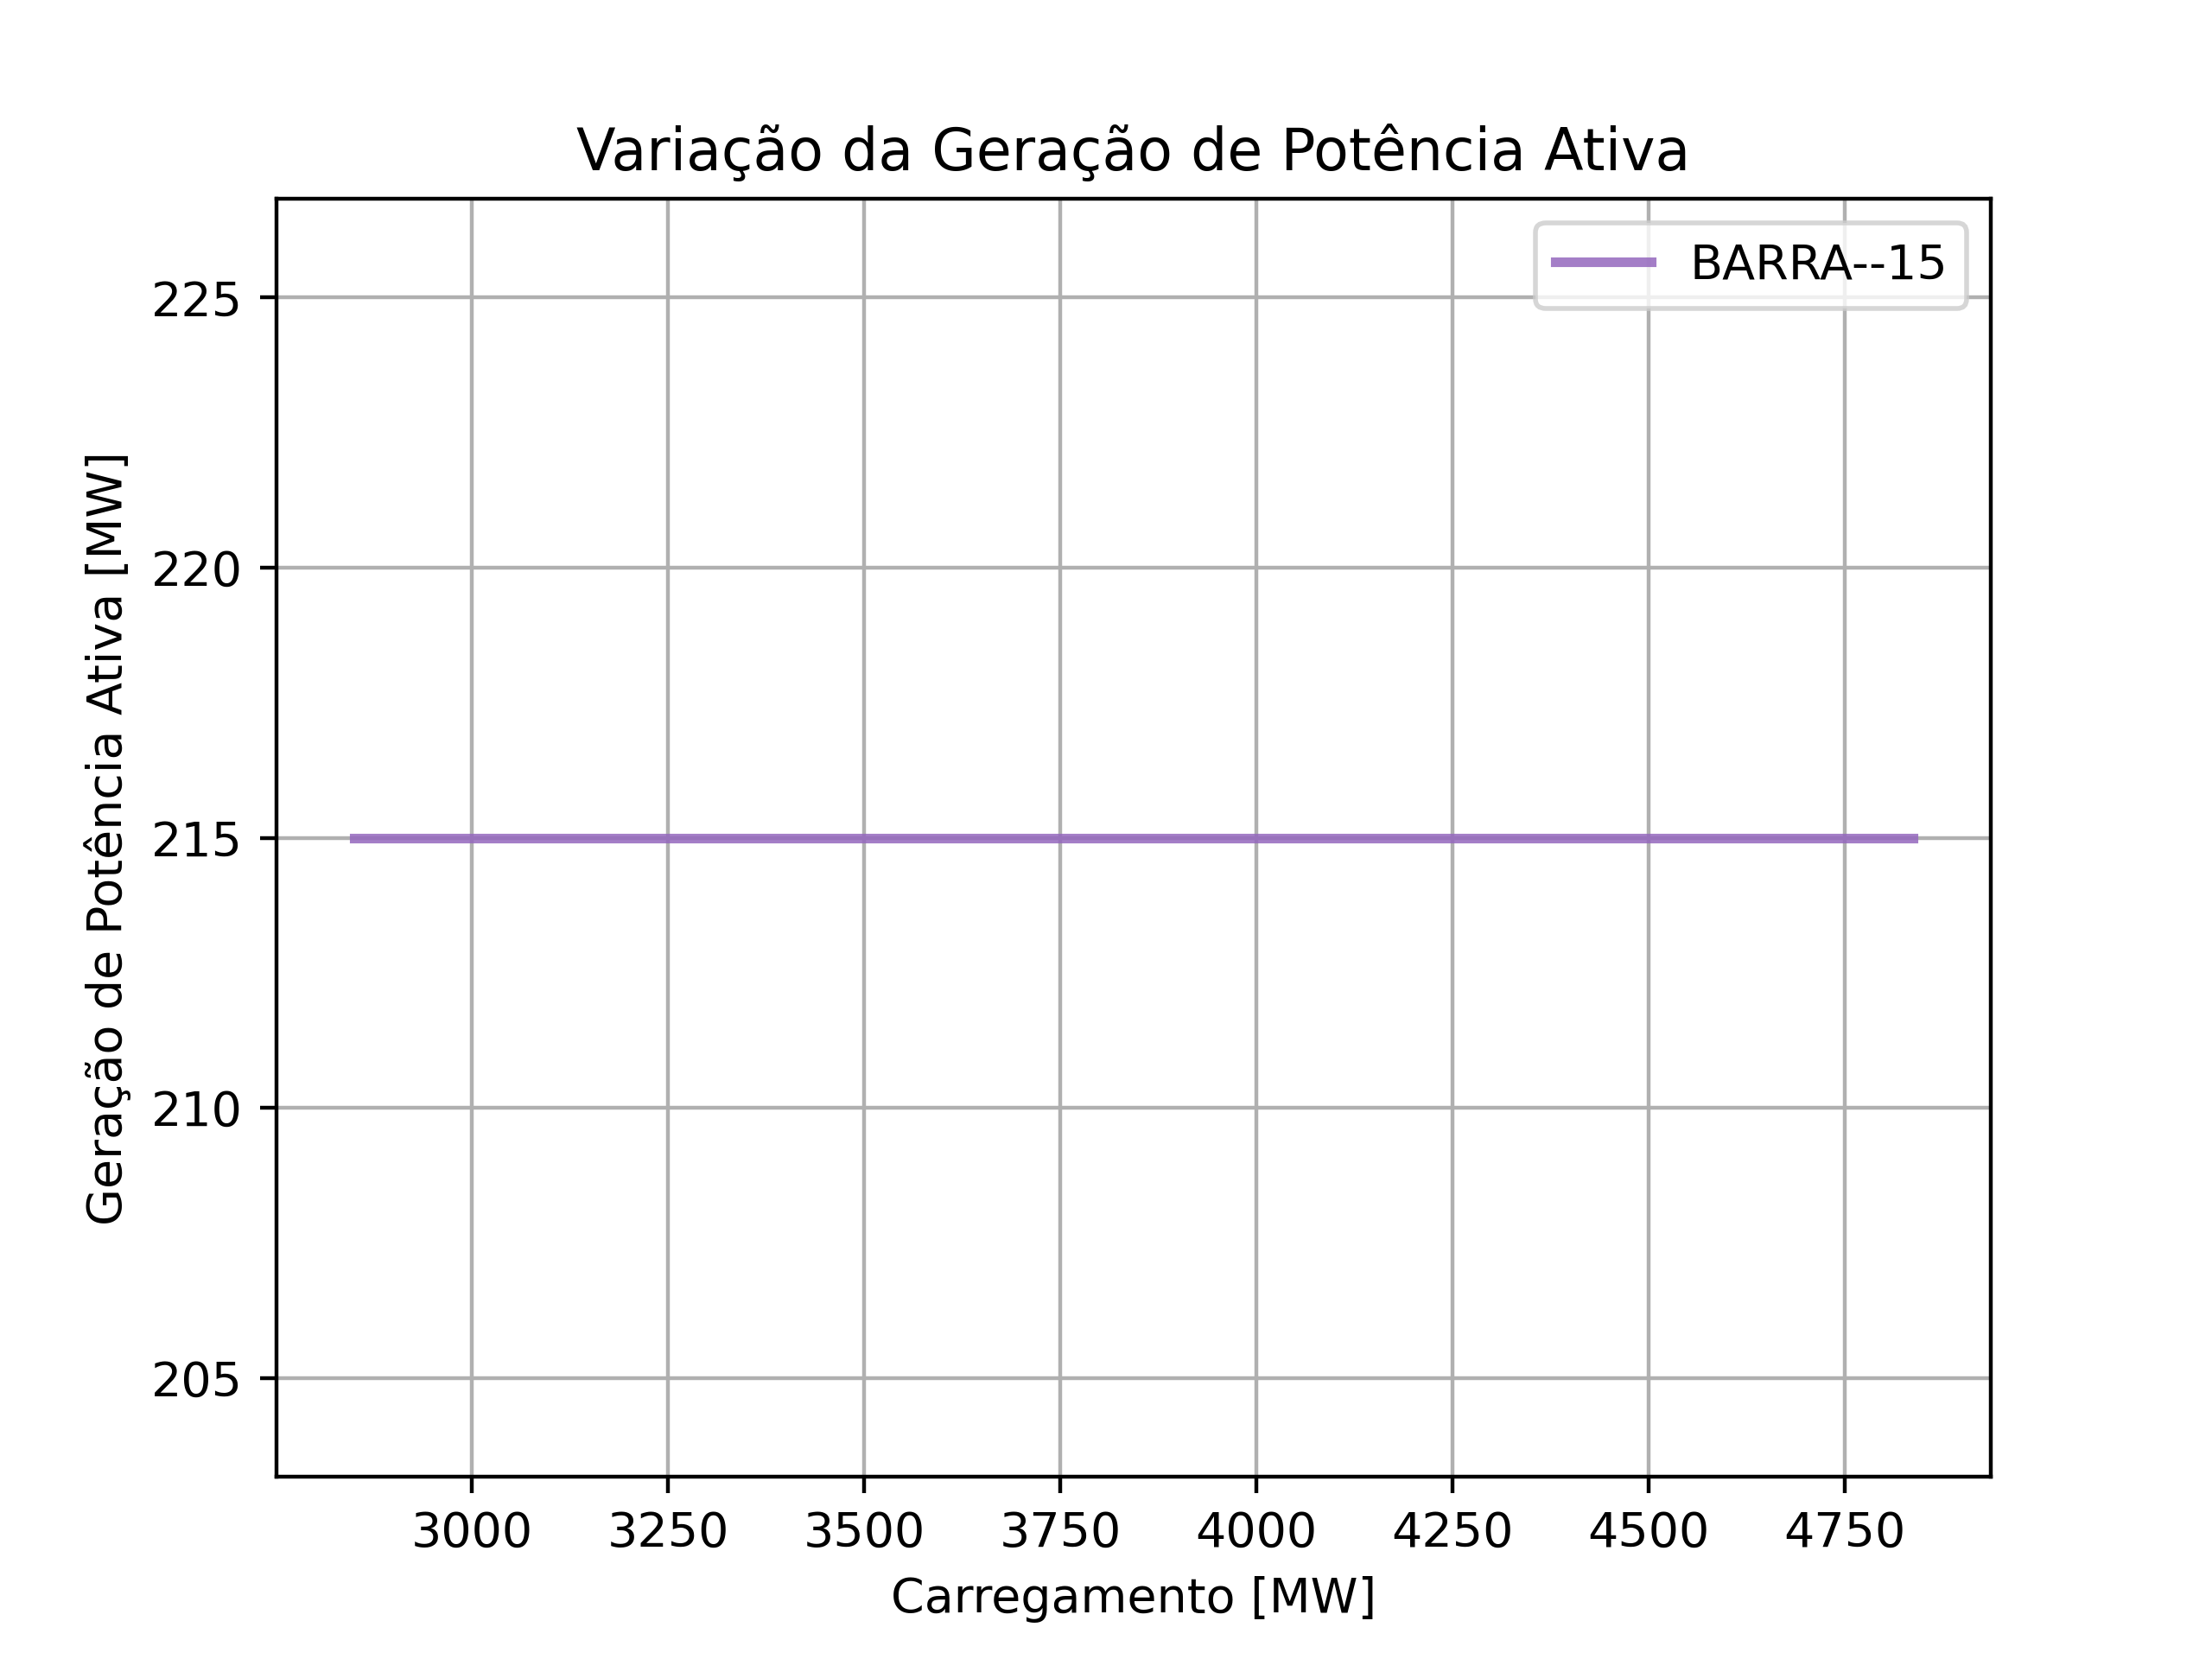 Variação da Geração de Potência Ativa
BARRA--15
Geração de Potência Ativa [MW]
225
220
215
210
205
3000 3250 3500 3750 4000 4250 4500 4750
Carregamento [MW]